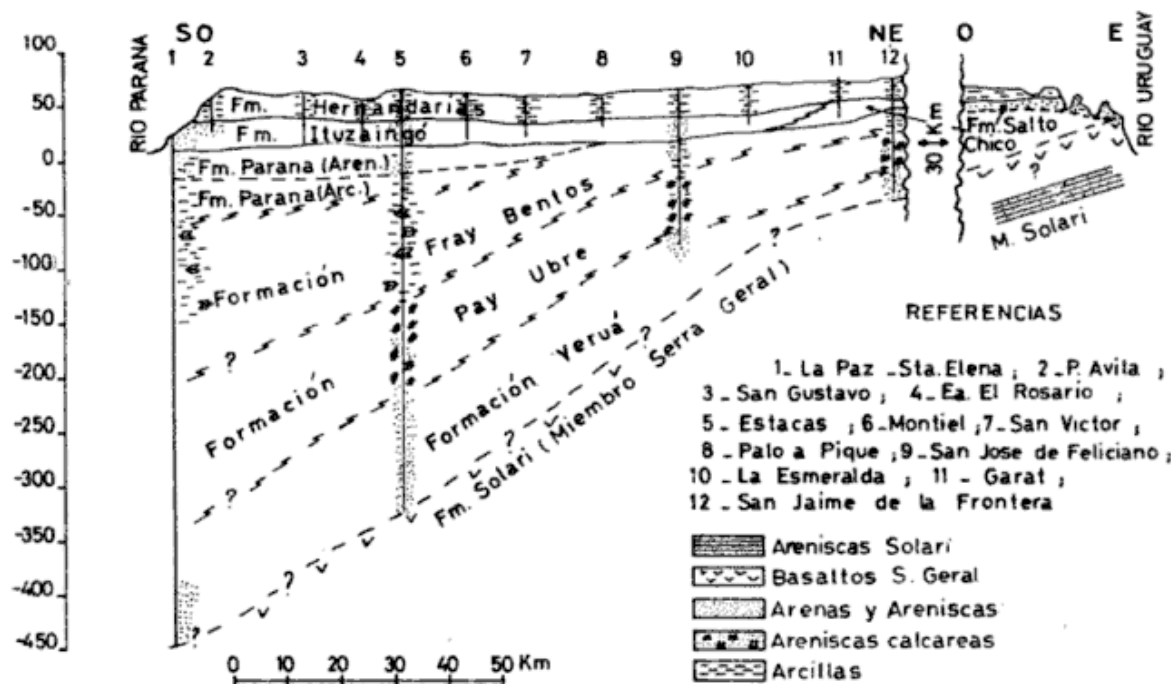 SO NE O E
RIO PARANA
RIO URUGUAY
1 2 3 4 5 6 7 8 9 10 11 12
100
50
0
-50
-100
-150
-200
-250
-300
-350
-400
-450
Fm. Hernandarias
Fm. Ituzaingó
Fm. Parana (Aren.)
Fm. Parana (Arc.)
Formación Fray Bentos
Formación Pay Ubre
Formación Yeruá
Fm. Solari (Miembro Serra Geral)
? ? ? ? ? ? ? ? ?
30 Km
Fm. Salto
Chico
?
M. Solari
0 10 20 30 40 50 Km
REFERENCIAS
1_ La Paz _Sta. Elena ; 2_P. Avila ;
3_San Gustavo ; 4_Ea. El Rosario ;
5_Estacas ; 6_Montiel ; 7_San Victor ;
8_Palo a Pique ; 9_San Jose de Feliciano ;
10_La Esmeralda ; 11_Garat ;
12_San Jaime de la Frontera
Areniscas Solari
Basaltos S. Geral
Arenas y Areniscas
Areniscas calcareas
Arcillas